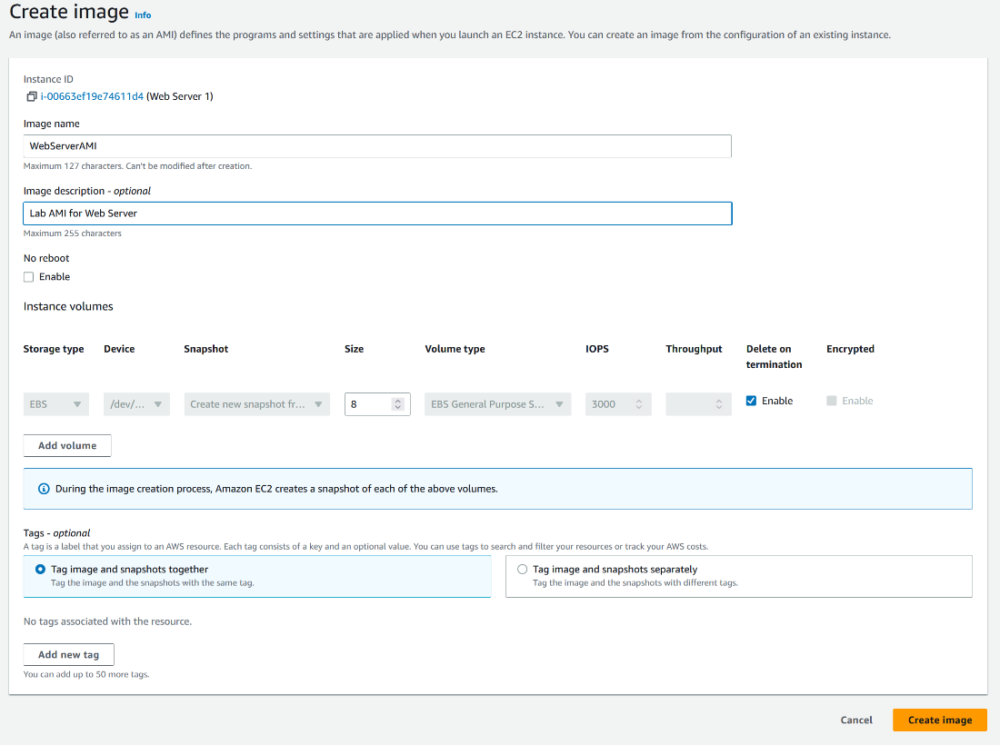 Create image Info
An image (also referred to as an AMI) defines the programs and settings that are applied when you launch an EC2 instance. You can create an image from the configuration of an existing instance.
Instance ID
i-00663ef19e74611d4 (Web Server 1)
Image name
WebServerAMI
Maximum 127 characters. Can't be modified after creation.
Image description - optional
Lab AMI for Web Server
Maximum 255 characters
No reboot
Enable
Instance volumes
Storage type Device Snapshot Size Volume type IOPS Throughput Delete on termination Encrypted
EBS /dev/... Create new snapshot fr... 8 EBS General Purpose S... 3000 Enable Enable
Add volume
During the image creation process, Amazon EC2 creates a snapshot of each of the above volumes.
Tags - optional
A tag is a label that you assign to an AWS resource. Each tag consists of a key and an optional value. You can use tags to search and filter your resources or track your AWS costs.
Tag image and snapshots together
Tag the image and the snapshots with the same tag.
Tag image and snapshots separately
Tag the image and the snapshots with different tags.
No tags associated with the resource.
Add new tag
You can add up to 50 more tags.
Cancel Create image